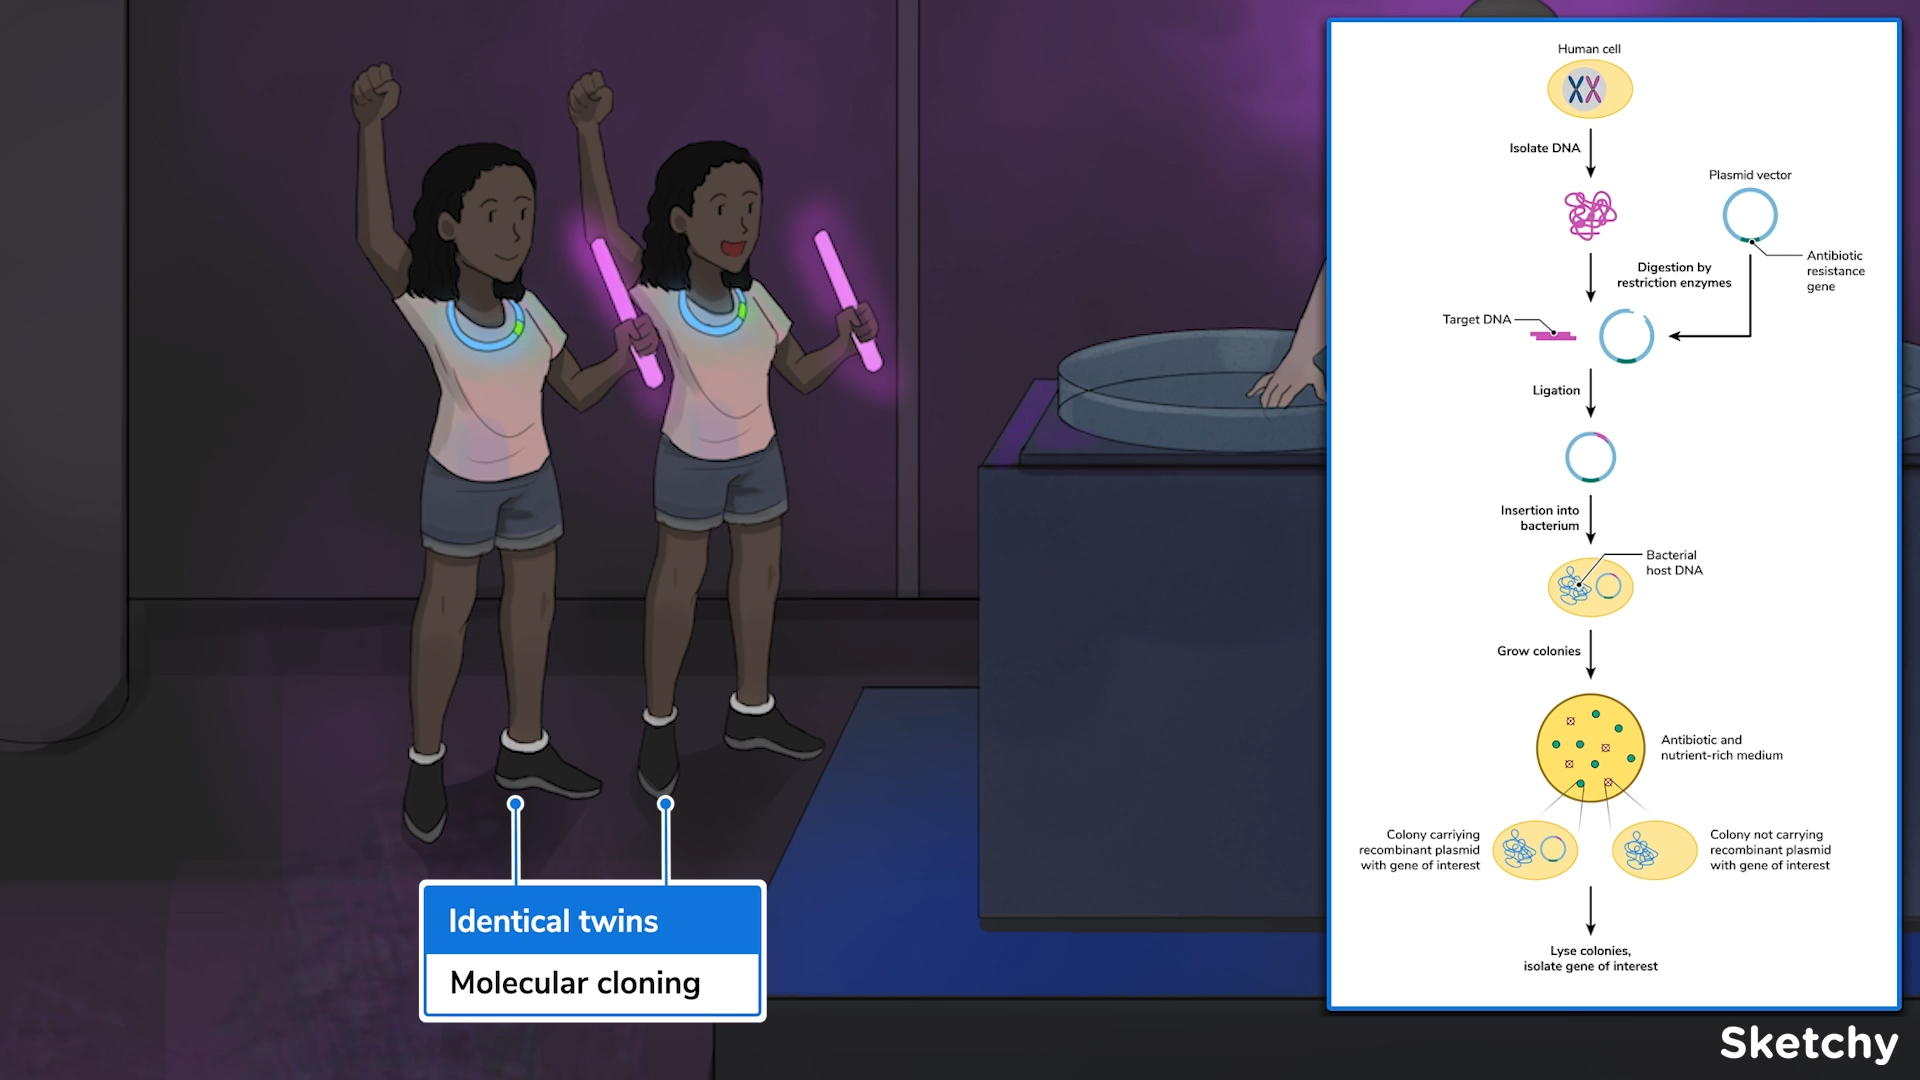 Human cell
Isolate DNA
Plasmid vector
Antibiotic
resistance
gene
Digestion by
restriction enzymes
Target DNA
Ligation
Insertion into
bacterium
Bacterial
host DNA
Grow colonies
Antibiotic and
nutrient-rich medium
Colony carriying
recombinant plasmid
with gene of interest
Colony not carrying
recombinant plasmid
with gene of interest
Lyse colonies,
isolate gene of interest
Identical twins
Molecular cloning
Sketchy